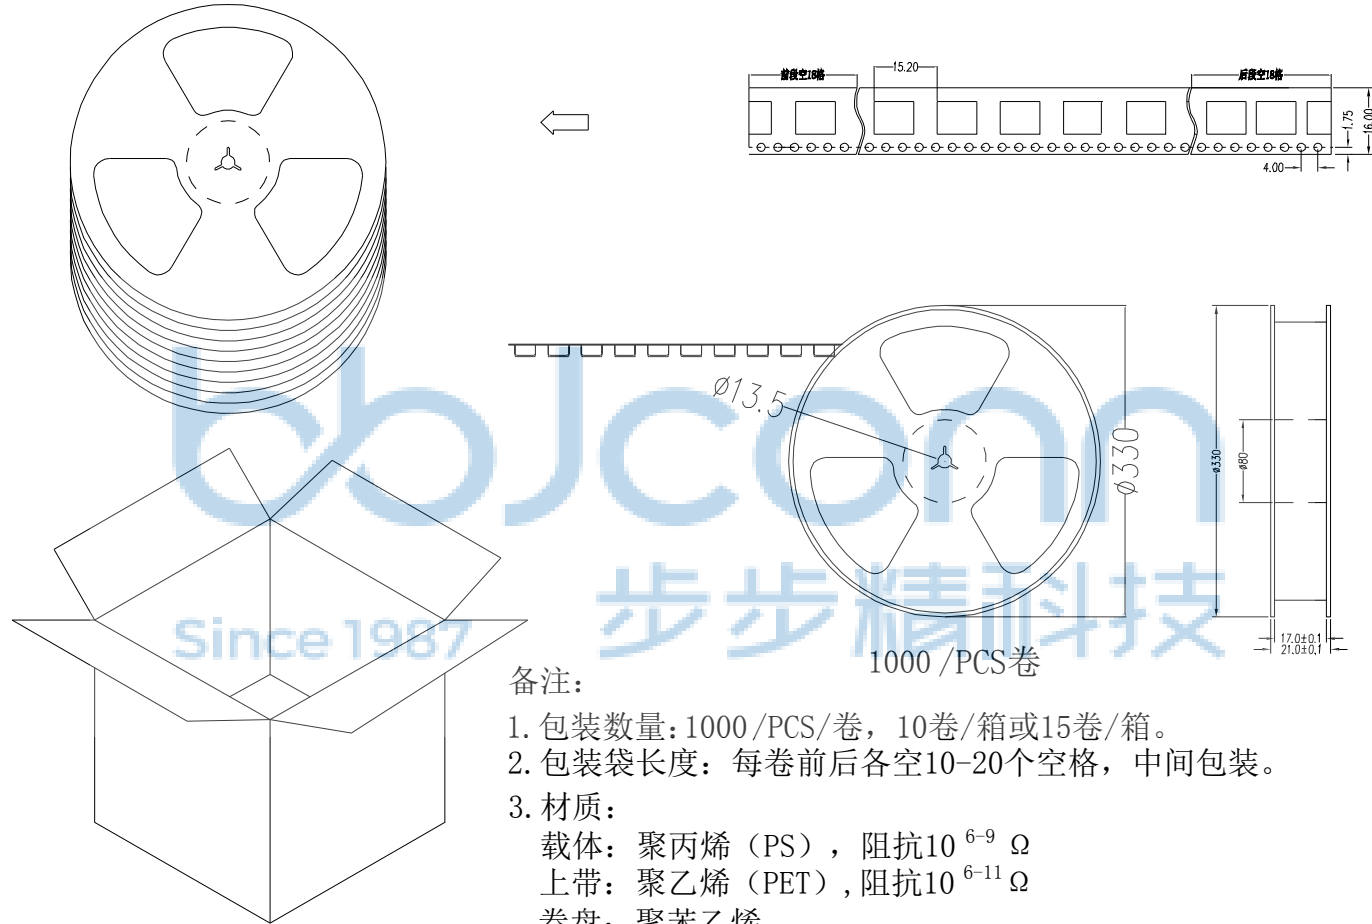 前段空18格
15.20
后段空18格
1.75
16.00
4.00
bbJconn
步步精科技
Since 1987
ø13.5
ø330
ø330
ø80
17.0±0.1
21.0±0.1
1000/PCS卷
备注:
1.包装数量:1000/PCS/卷，10卷/箱或15卷/箱。
2.包装袋长度：每卷前后各空10-20个空格，中间包装。
3.材质：
载体：聚丙烯（PS），阻抗10 6-9 Ω
上带：聚乙烯（PET）,阻抗10 6-11 Ω
卷盘：聚苯乙烯